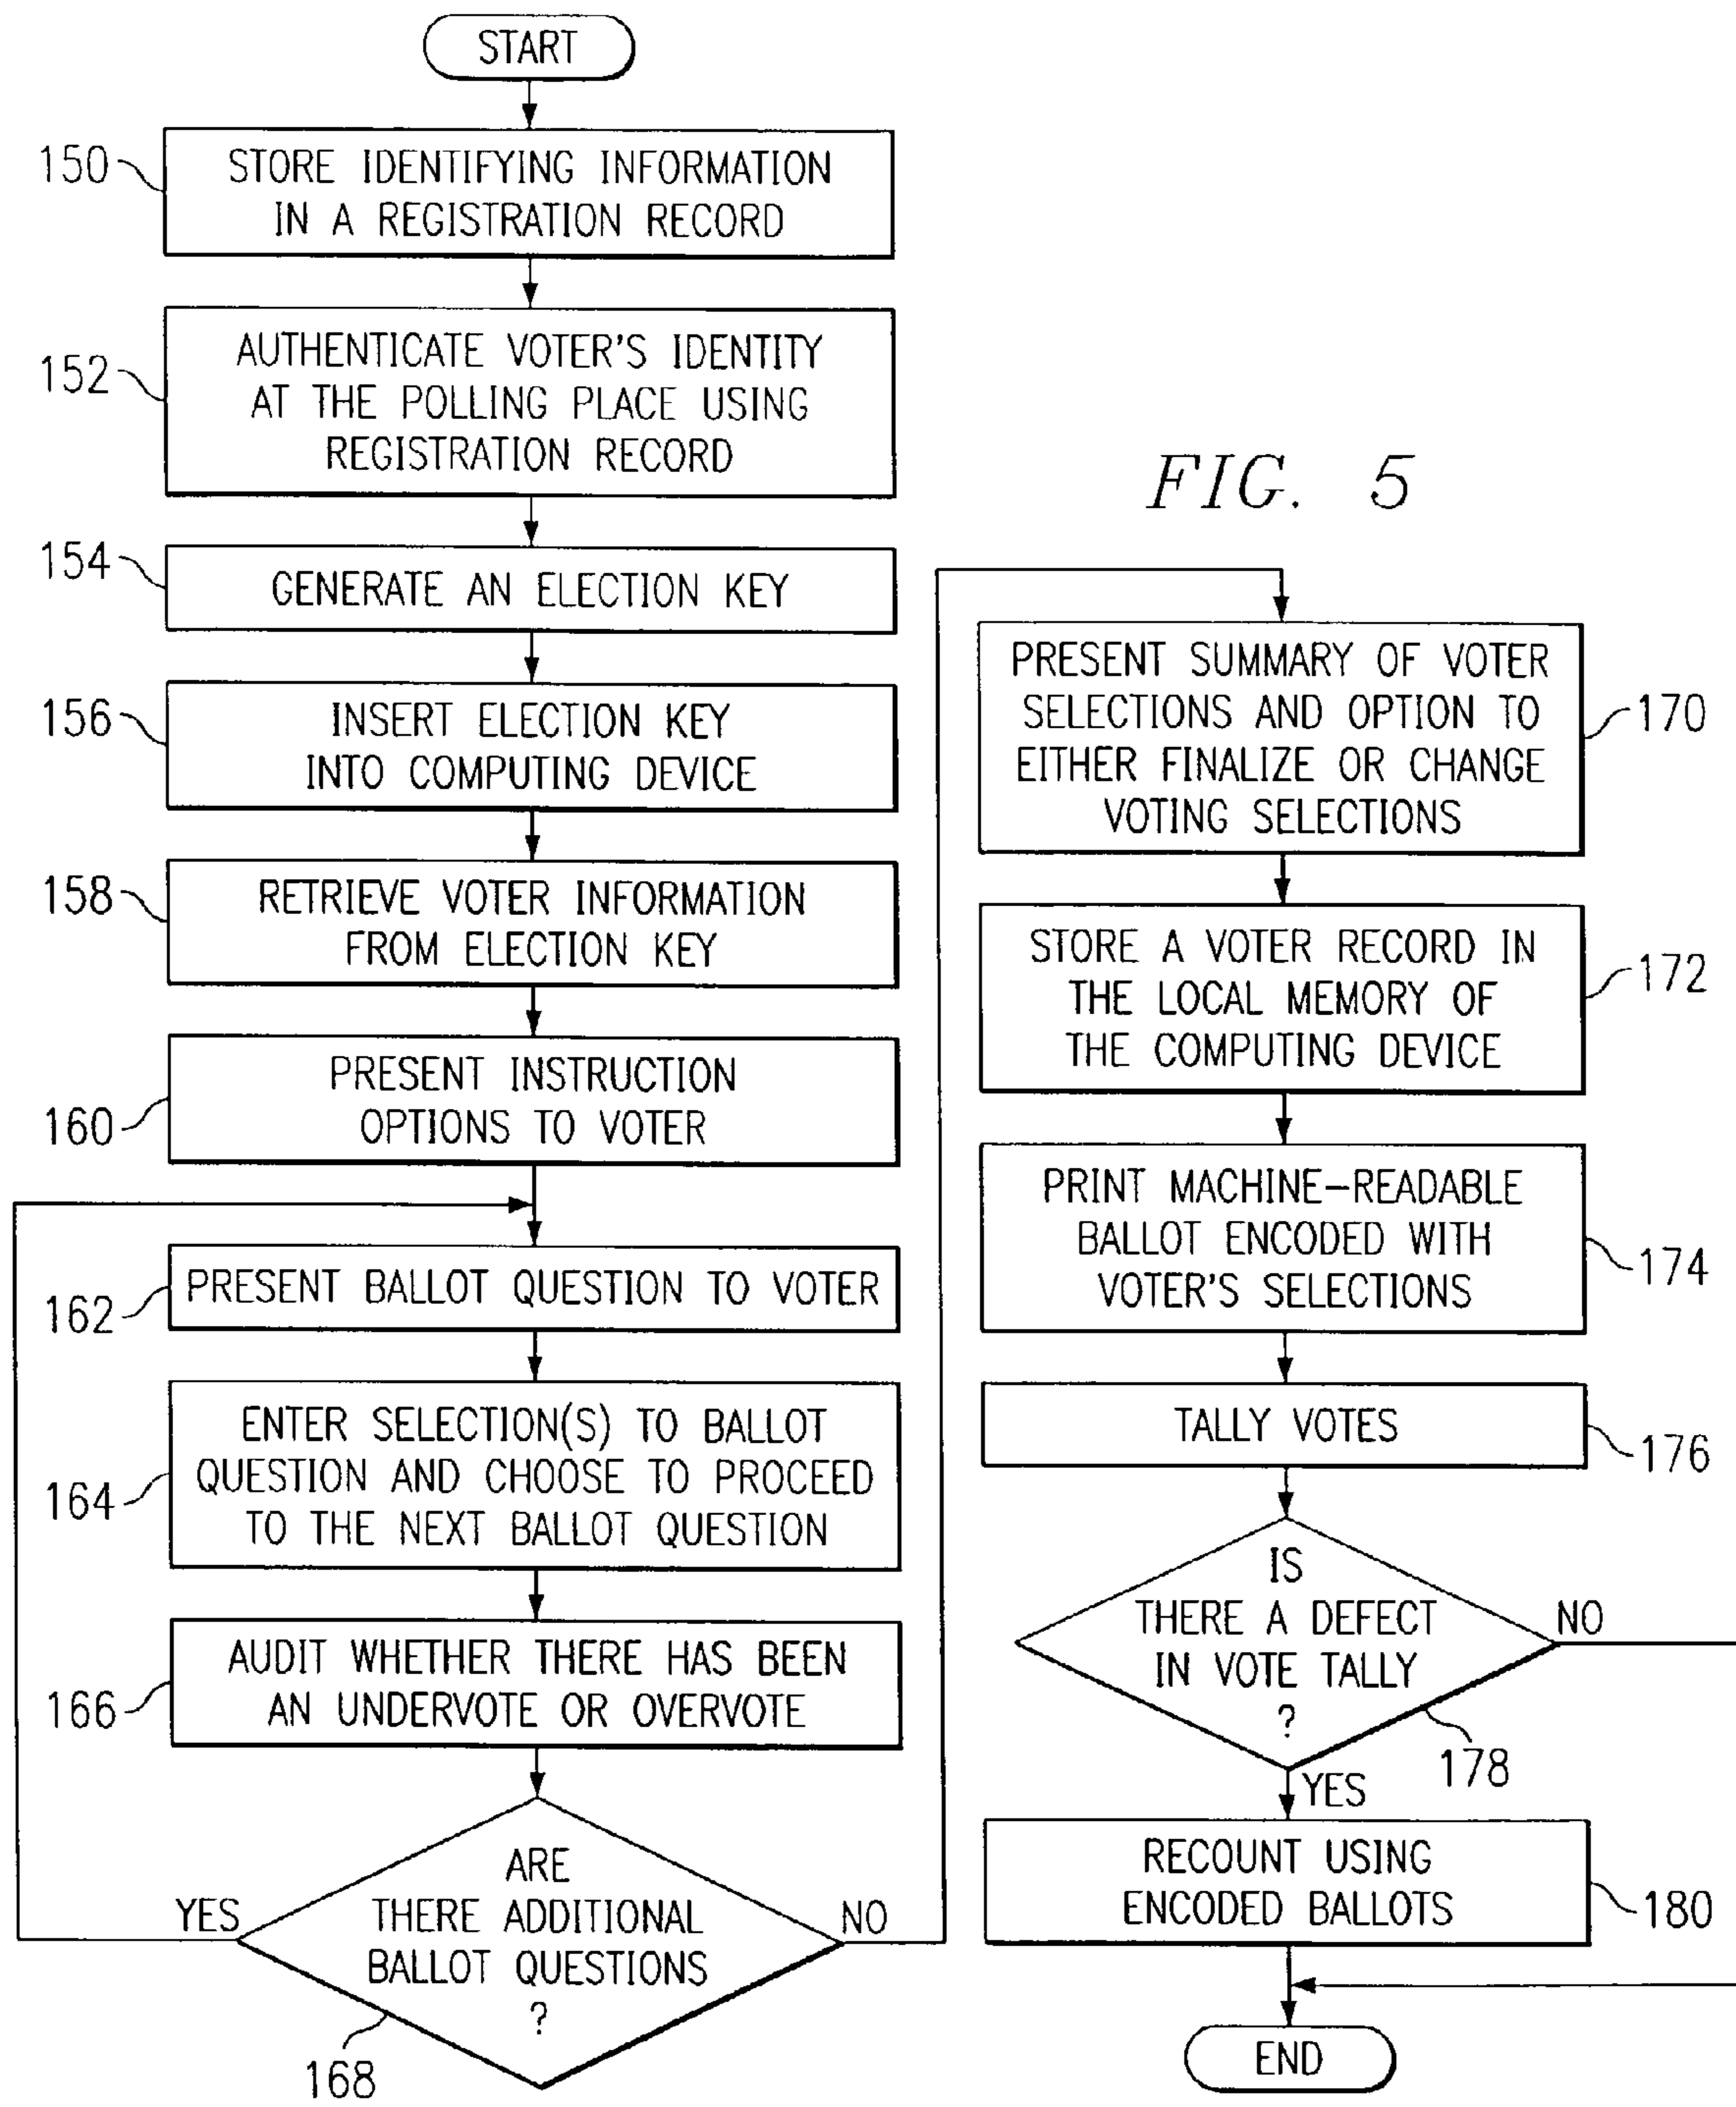 START
150
STORE IDENTIFYING INFORMATION
IN A REGISTRATION RECORD
152
AUTHENTICATE VOTER'S IDENTITY
AT THE POLLING PLACE USING
REGISTRATION RECORD
154
GENERATE AN ELECTION KEY
156
INSERT ELECTION KEY
INTO COMPUTING DEVICE
158
RETRIEVE VOTER INFORMATION
FROM ELECTION KEY
160
PRESENT INSTRUCTION
OPTIONS TO VOTER
162
PRESENT BALLOT QUESTION TO VOTER
164
ENTER SELECTION(S) TO BALLOT
QUESTION AND CHOOSE TO PROCEED
TO THE NEXT BALLOT QUESTION
166
AUDIT WHETHER THERE HAS BEEN
AN UNDERVOTE OR OVERVOTE
ARE
THERE ADDITIONAL
BALLOT QUESTIONS
?
YES
NO
168
FIG. 5
PRESENT SUMMARY OF VOTER
SELECTIONS AND OPTION TO
EITHER FINALIZE OR CHANGE
VOTING SELECTIONS
170
STORE A VOTER RECORD IN
THE LOCAL MEMORY OF
THE COMPUTING DEVICE
172
PRINT MACHINE-READABLE
BALLOT ENCODED WITH
VOTER'S SELECTIONS
174
TALLY VOTES
176
IS
THERE A DEFECT
IN VOTE TALLY
?
NO
178
YES
RECOUNT USING
ENCODED BALLOTS
180
END